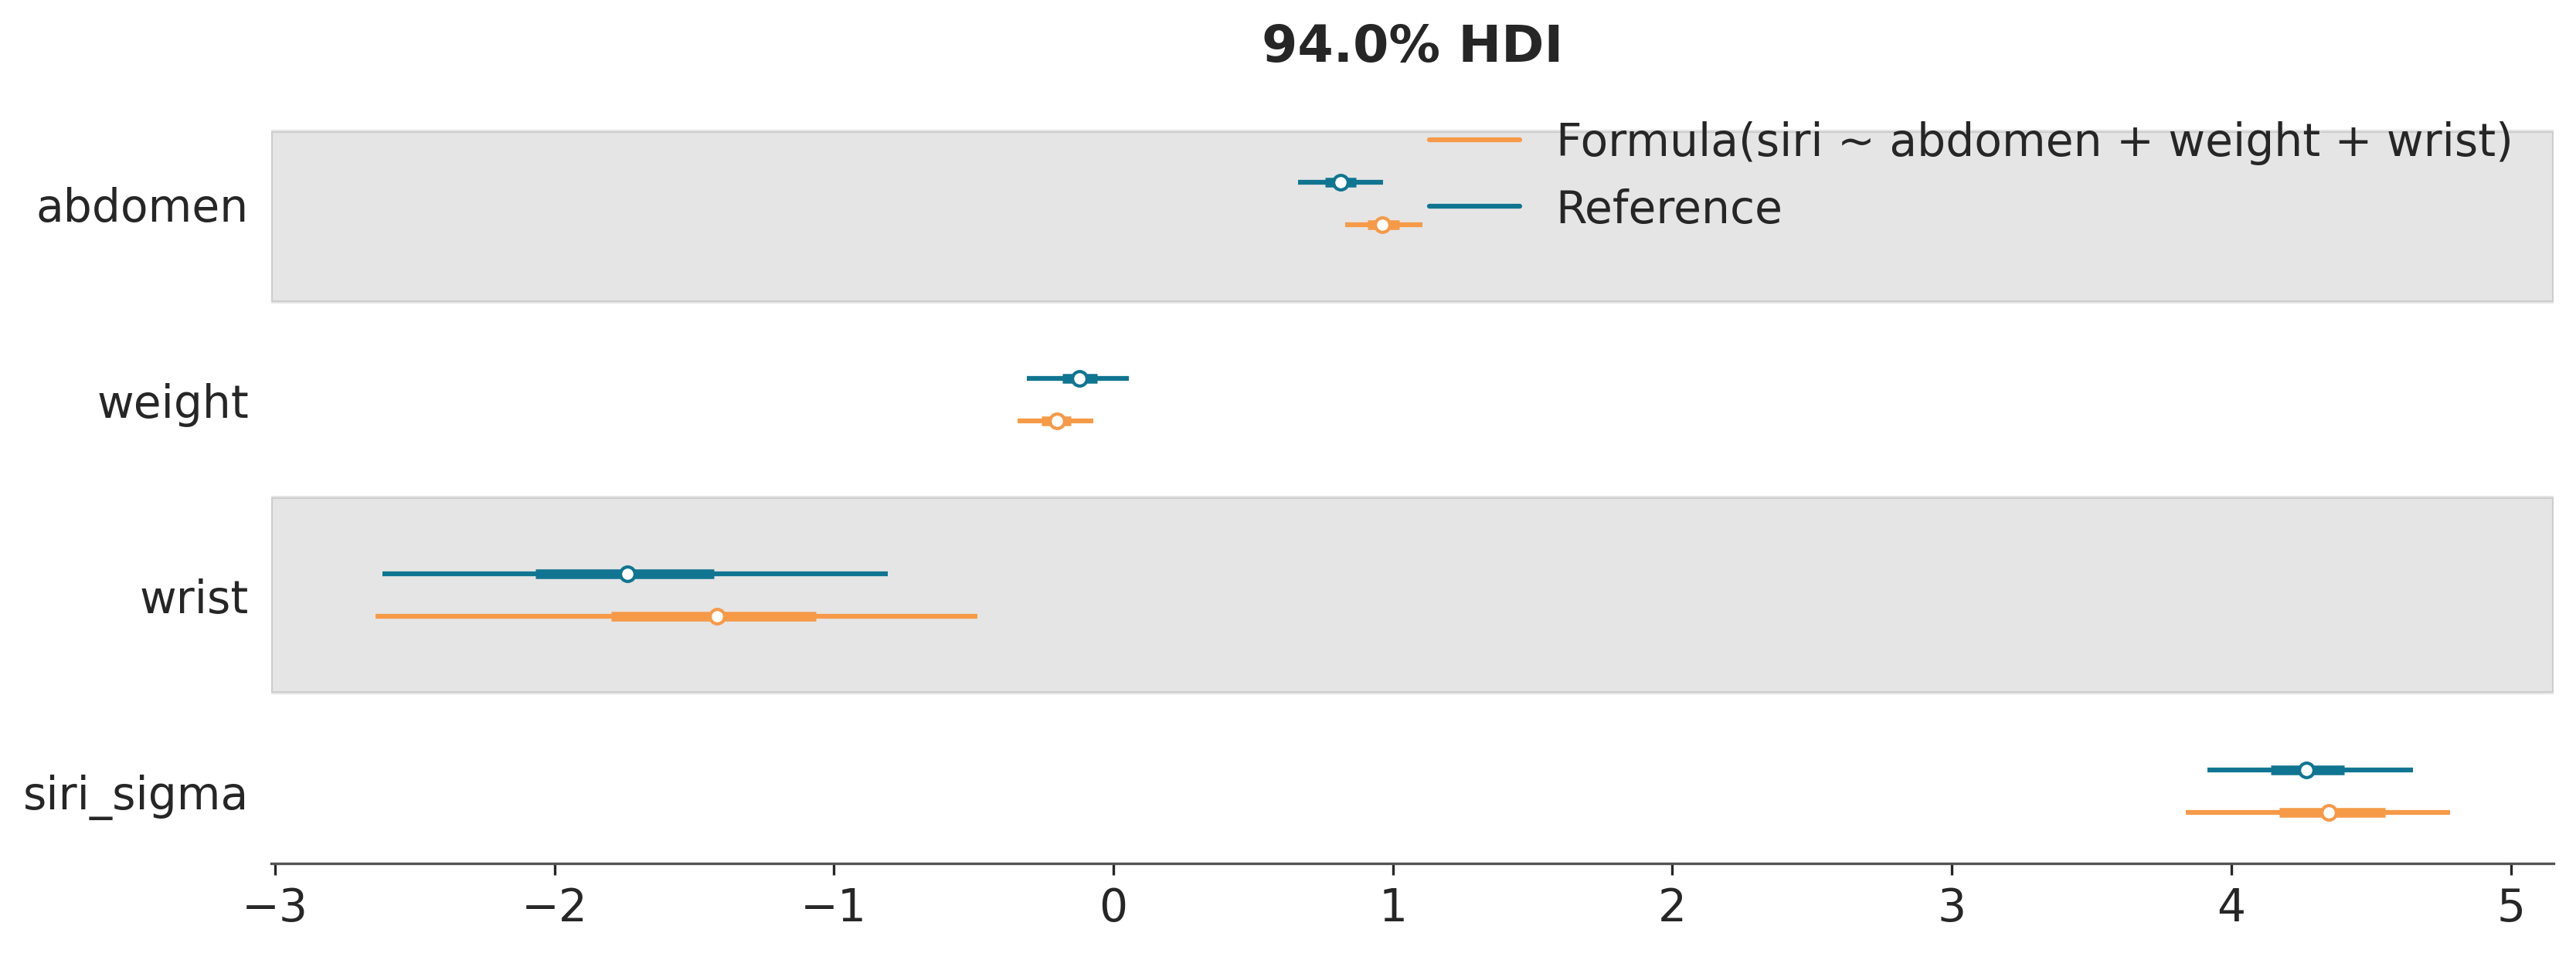 94.0% HDI
Formula(siri ~ abdomen + weight + wrist)
Reference
abdomen
weight
wrist
siri_sigma
−3 −2 −1 0 1 2 3 4 5